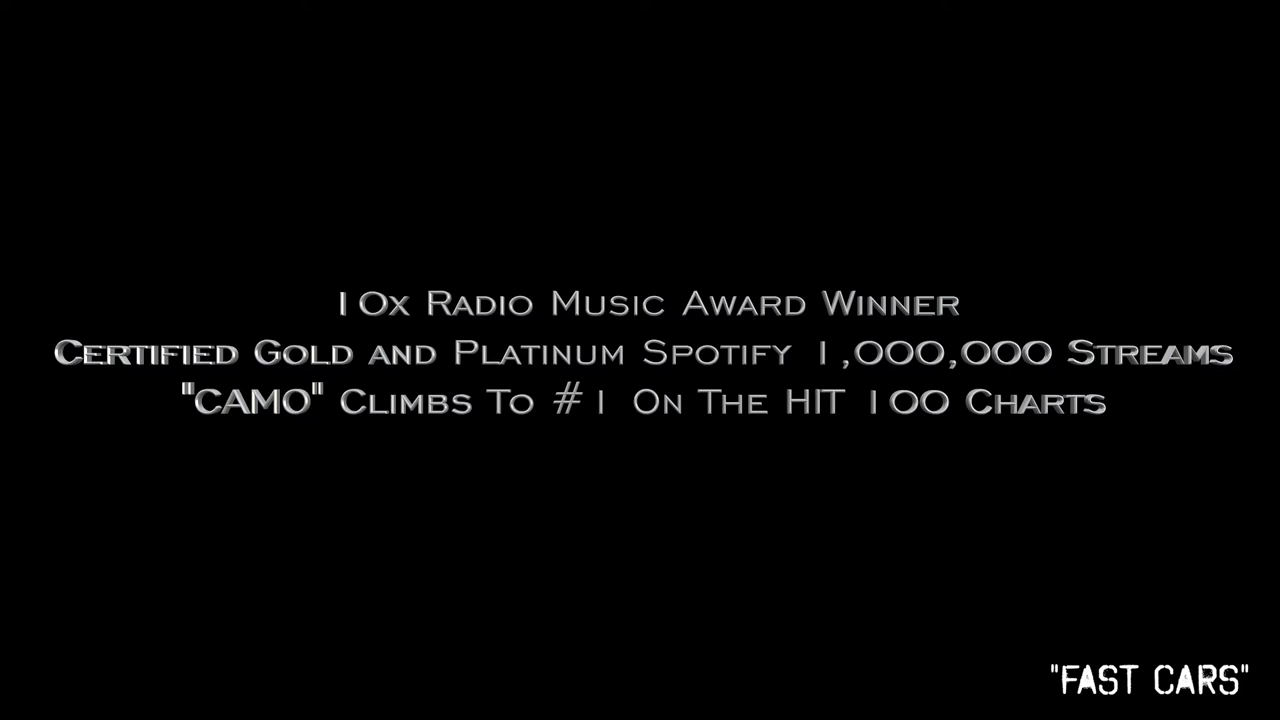 10x Radio Music Award Winner
Certified Gold and Platinum Spotify 1,000,000 Streams
"CAMO" Climbs To #1 On The HIT 100 Charts
"FAST CARS"